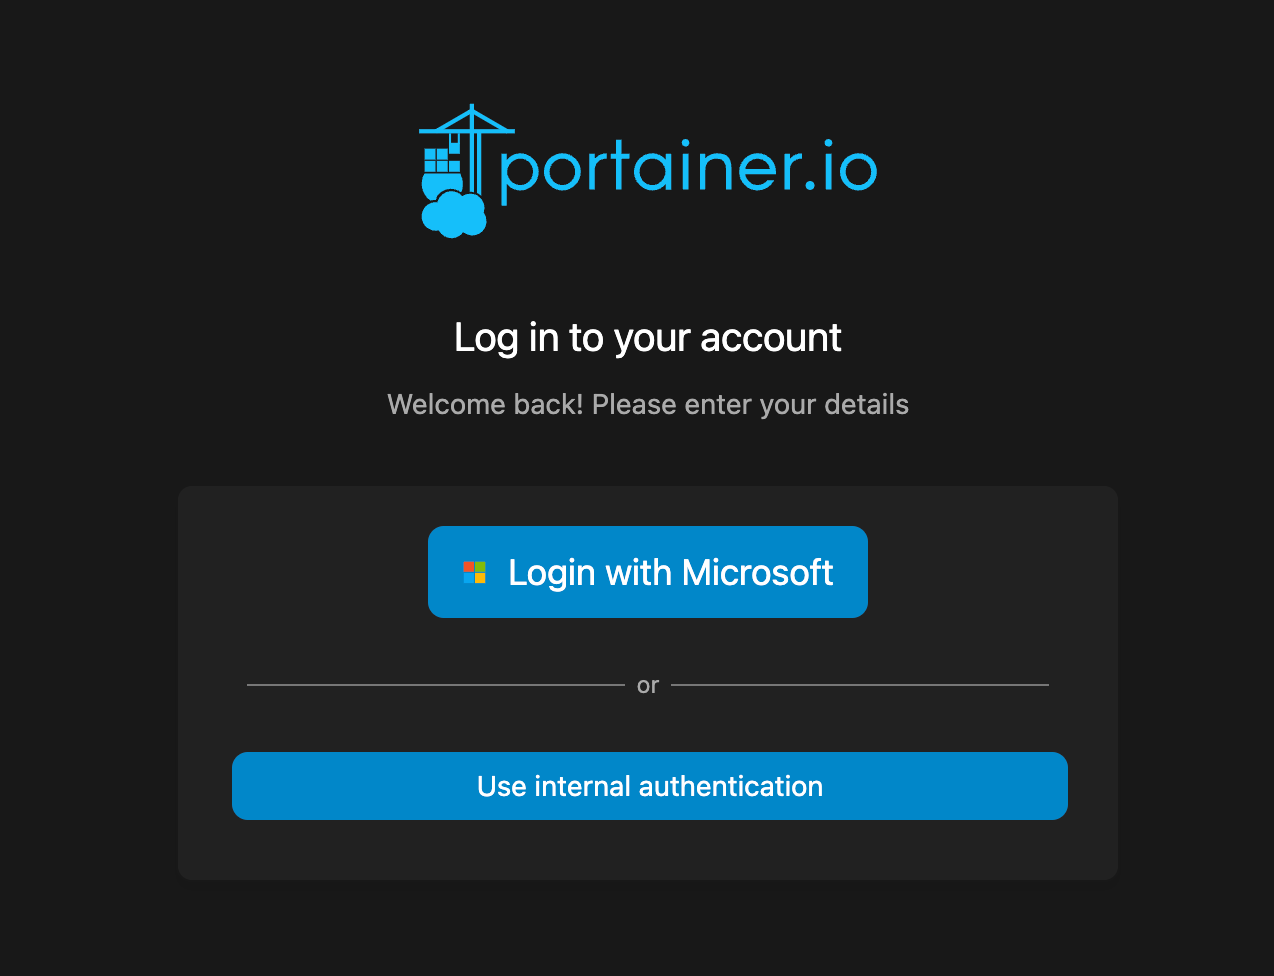 portainer.io
Log in to your account
Welcome back! Please enter your details
Login with Microsoft
or
Use internal authentication